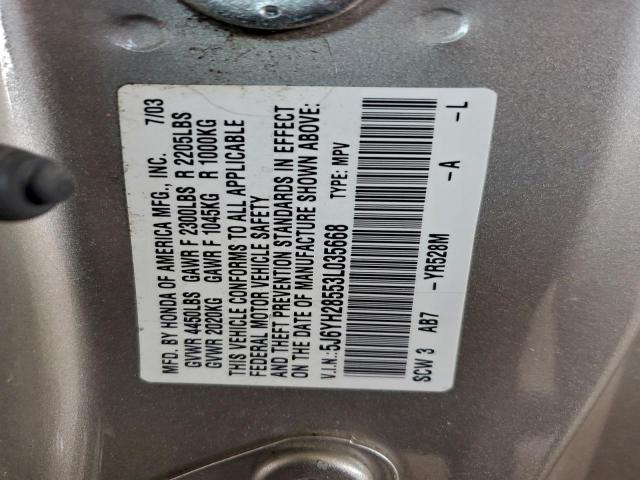 MFD. BY HONDA OF AMERICA MFG., INC. 7/03
GVWR 4450LBS GAWR F 2300LBS R 2205LBS
GVWR 2020KG GAWR F 1045KG R 1000KG
THIS VEHICLE CONFORMS TO ALL APPLICABLE
FEDERAL MOTOR VEHICLE SAFETY
AND THEFT PREVENTION STANDARDS IN EFFECT
ON THE DATE OF MANUFACTURE SHOWN ABOVE:
V.I.N.:5J6YH28553L035668 TYPE: MPV
SCW 3 AB7 -YR528M -A -L